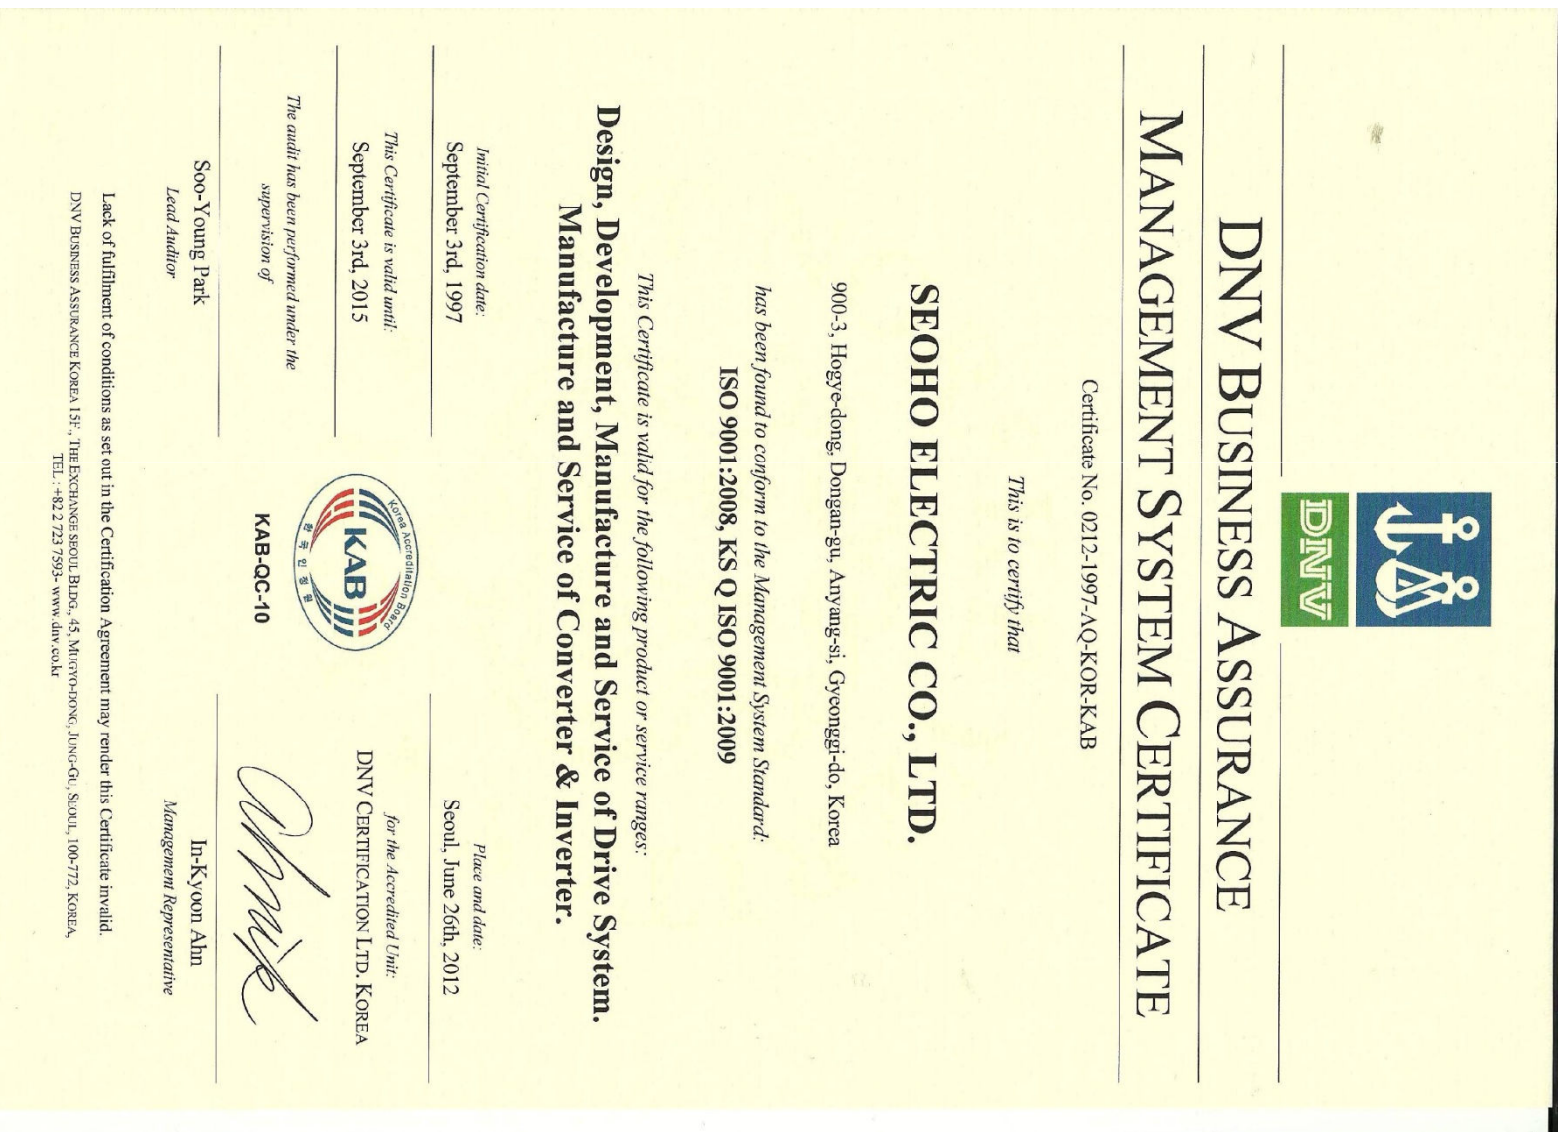 DNV
DNV BUSINESS ASSURANCE
MANAGEMENT SYSTEM CERTIFICATE
Certificate No. 0212-1997-AQ-KOR-KAB
This is to certify that
SEOHO ELECTRIC CO., LTD.
900-3, Hogye-dong, Dongan-gu, Anyang-si, Gyeonggi-do, Korea
has been found to conform to the Management System Standard:
ISO 9001:2008, KS Q ISO 9001:2009
This Certificate is valid for the following product or service ranges:
Design, Development, Manufacture and Service of Drive System.
Manufacture and Service of Converter & Inverter.
Initial Certification date:
September 3rd, 1997
This Certificate is valid until:
September 3rd, 2015
The audit has been performed under the
supervision of
Soo-Young Park
Lead Auditor
Korea Accreditation Board
KAB
한국인정원
KAB-QC-10
Place and date:
Seoul, June 26th, 2012
for the Accredited Unit:
DNV CERTIFICATION LTD. KOREA
In-Kyoon Ahn
Management Representative
Lack of fulfilment of conditions as set out in the Certification Agreement may render this Certificate invalid.
DNV BUSINESS ASSURANCE KOREA 15F., THE EXCHANGE SEOUL BLDG., 45, MUGYO-DONG, JUNG-GU, SEOUL, 100-772, KOREA,
TEL : +82 2 723 7593- www.dnv.co.kr